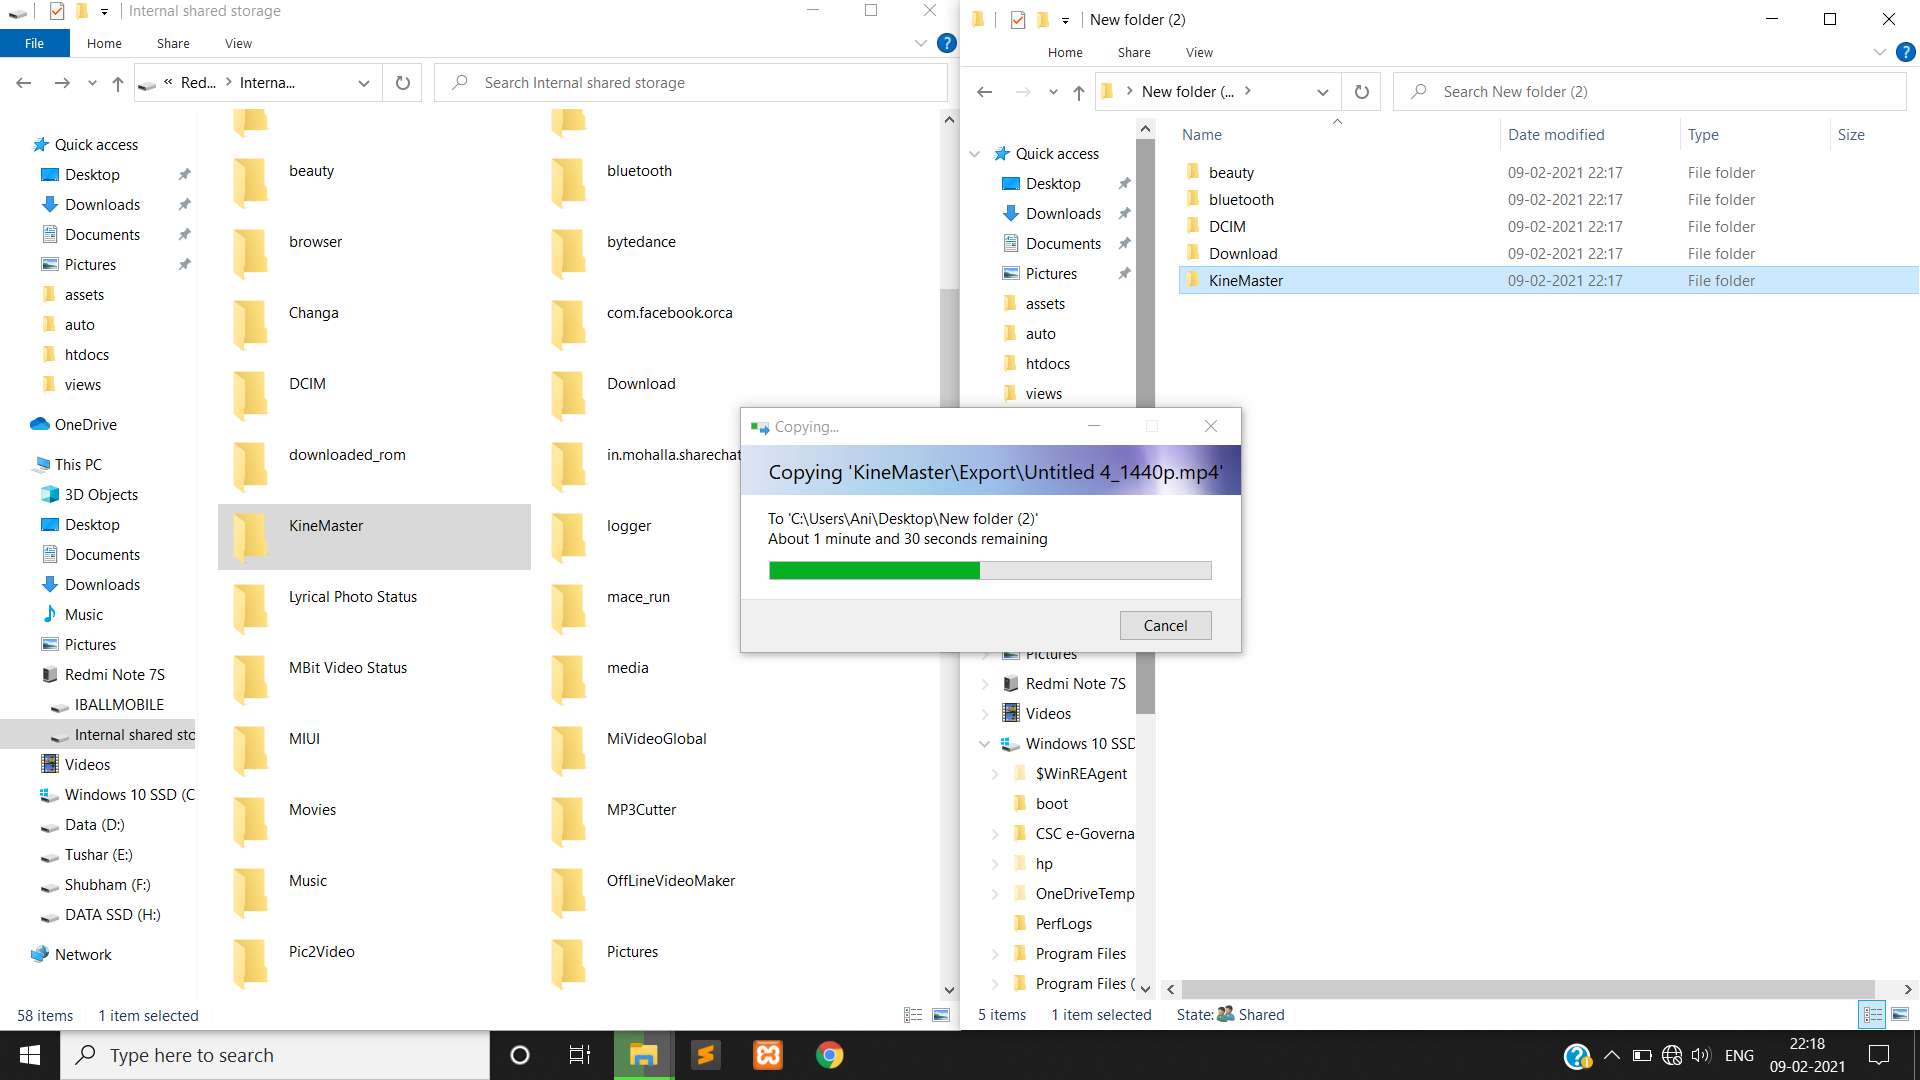 Internal shared storage
File
Home
Share
View
?
« Red... > Interna...
Search Internal shared storage
Quick access
Desktop
Downloads
Documents
Pictures
assets
auto
htdocs
views
OneDrive
This PC
3D Objects
Desktop
Documents
Downloads
Music
Pictures
Redmi Note 7S
IBALLMOBILE
Internal shared sto
Videos
Windows 10 SSD (C
Data (D:)
Tushar (E:)
Shubham (F:)
DATA SSD (H:)
Network
beauty
bluetooth
browser
bytedance
Changa
com.facebook.orca
DCIM
Download
downloaded_rom
in.mohalla.sharechat
KineMaster
logger
Lyrical Photo Status
mace_run
MBit Video Status
media
MIUI
MiVideoGlobal
Movies
MP3Cutter
Music
OffLineVideoMaker
Pic2Video
Pictures
58 items 1 item selected
New folder (2)
Home
Share
View
?
New folder (... >
Search New folder (2)
Quick access
Desktop
Downloads
Documents
Pictures
assets
auto
htdocs
views
Pictures
Redmi Note 7S
Videos
Windows 10 SSD
$WinREAgent
boot
CSC e-Governa
hp
OneDriveTemp
PerfLogs
Program Files
Program Files (
Name Date modified Type Size
beauty 09-02-2021 22:17 File folder
bluetooth 09-02-2021 22:17 File folder
DCIM 09-02-2021 22:17 File folder
Download 09-02-2021 22:17 File folder
KineMaster 09-02-2021 22:17 File folder
5 items 1 item selected State: Shared
Copying...
Copying 'KineMaster\Export\Untitled 4_1440p.mp4'
To 'C:\Users\Ani\Desktop\New folder (2)'
About 1 minute and 30 seconds remaining
Cancel
Type here to search
ENG
22:18
09-02-2021